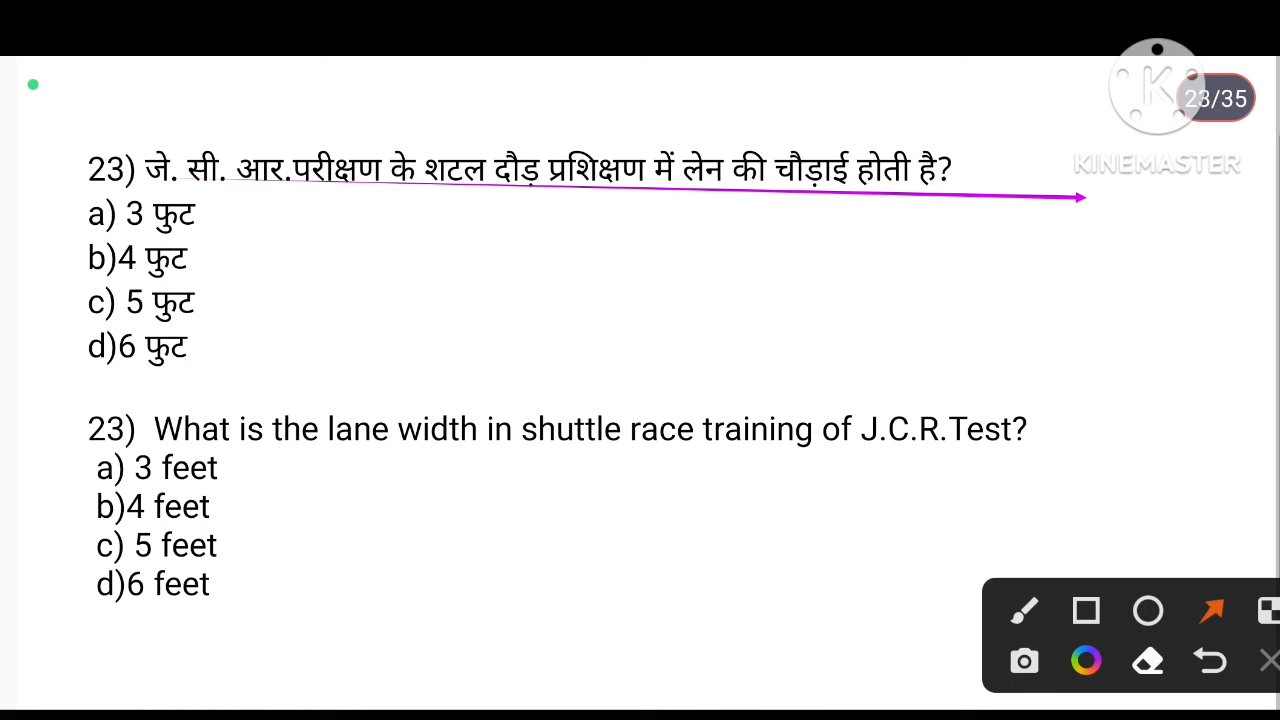 23/35
KINEMASTER
23) जे. सी. आर.परीक्षण के शटल दौड़ प्रशिक्षण में लेन की चौड़ाई होती है?
a) 3 फुट
b)4 फुट
c) 5 फुट
d)6 फुट
23) What is the lane width in shuttle race training of J.C.R.Test?
a) 3 feet
b)4 feet
c) 5 feet
d)6 feet